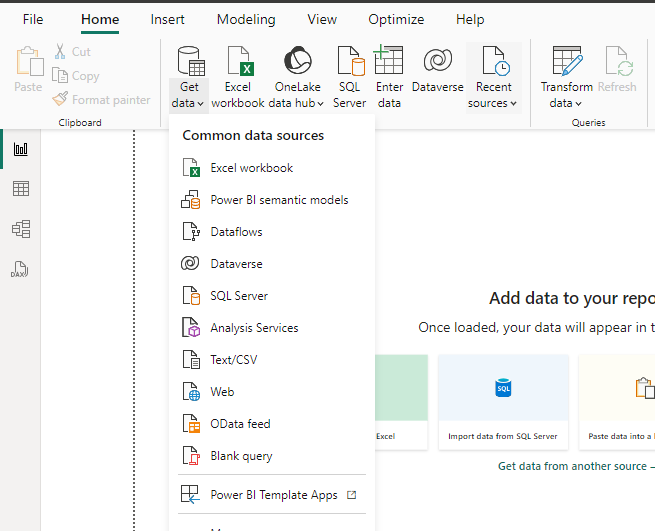 File Home Insert Modeling View Optimize Help
Paste
Cut
Copy
Format painter
Clipboard
Get data
Excel workbook
OneLake data hub
SQL Server
Enter data
Dataverse
Recent sources
Transform data
Refresh
Queries
Common data sources
Excel workbook
Power BI semantic models
Dataflows
Dataverse
SQL Server
Analysis Services
Text/CSV
Web
OData feed
Blank query
Power BI Template Apps
DAX
Add data to your repo
Once loaded, your data will appear in t
SQL
Excel
Import data from SQL Server
Paste data into a
Get data from another source